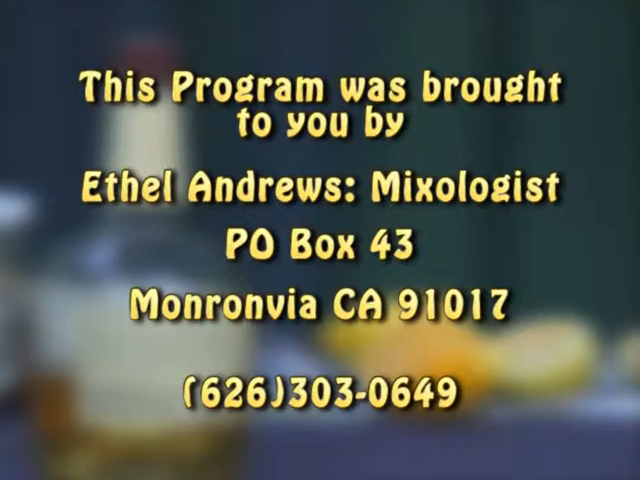 This Program was brought
to you by
Ethel Andrews: Mixologist
PO Box 43
Monronvia CA 91017
(626)303-0649